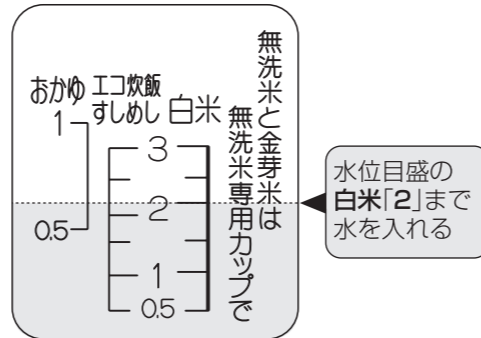 無洗米と金芽米は
無洗米専用カップで
おかゆ
1
0.5
エコ炊飯
すしめし
白米
3
2
1
0.5
水位目盛の
白米「2」まで
水を入れる